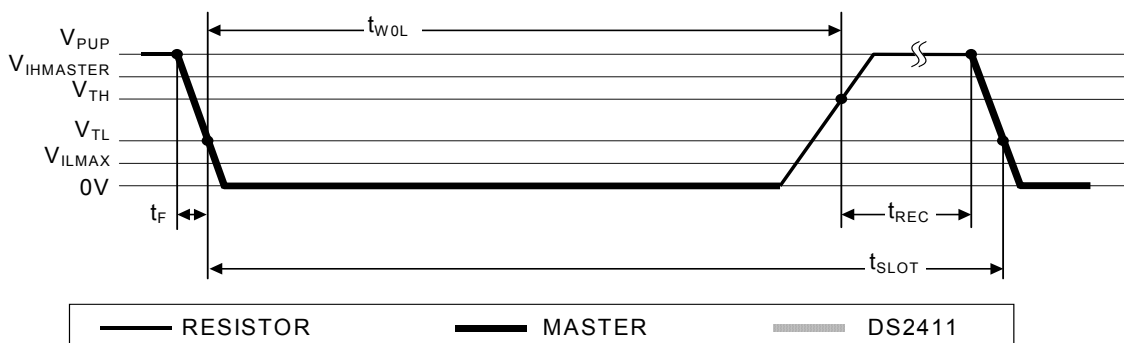 t_W0L
V_PUP
V_IHMASTER
V_TH
V_TL
V_ILMAX
0V
t_F
t_REC
t_SLOT
RESISTOR MASTER DS2411